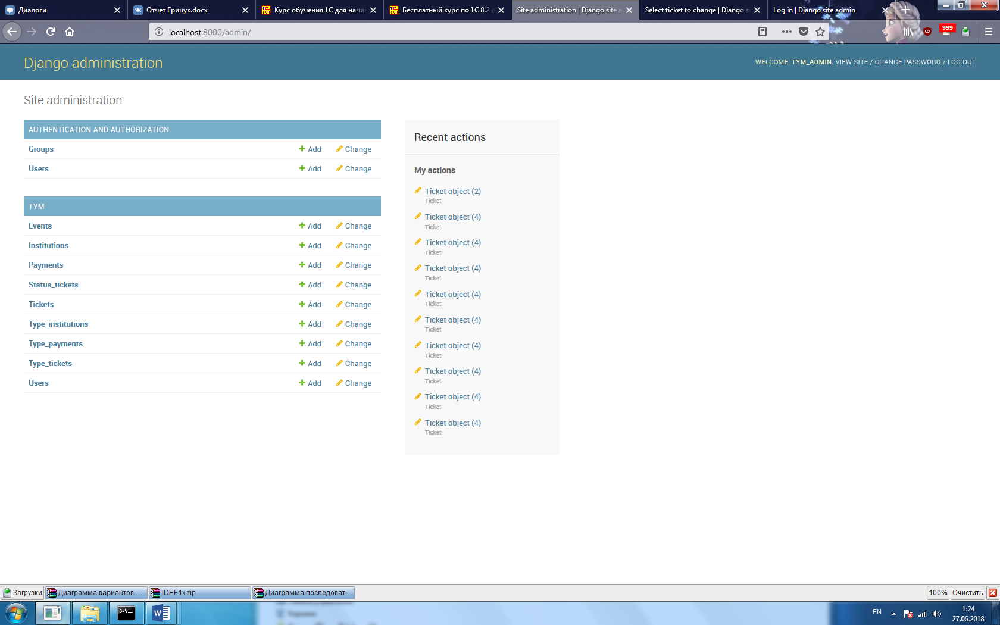 Диалоги
Отчёт Грицук.docx
Курс обучения 1С для начин
Бесплатный курс по 1С 8.2 д
Site administration | Django site a
Select ticket to change | Django s
Log in | Django site admin
localhost:8000/admin/
999
Django administration
WELCOME, TYM_ADMIN. VIEW SITE / CHANGE PASSWORD / LOG OUT
Site administration
AUTHENTICATION AND AUTHORIZATION
Groups Add Change
Users Add Change
TYM
Events Add Change
Institutions Add Change
Payments Add Change
Status_tickets Add Change
Tickets Add Change
Type_institutions Add Change
Type_payments Add Change
Type_tickets Add Change
Users Add Change
Recent actions
My actions
Ticket object (2)
Ticket
Ticket object (4)
Ticket
Ticket object (4)
Ticket
Ticket object (4)
Ticket
Ticket object (4)
Ticket
Ticket object (4)
Ticket
Ticket object (4)
Ticket
Ticket object (4)
Ticket
Ticket object (4)
Ticket
Ticket object (4)
Ticket
Загрузки
Диаграмма вариантов ...
IDEF1x.zip
Диаграмма последоват...
100%
Очистить
EN
1:24
27.06.2018